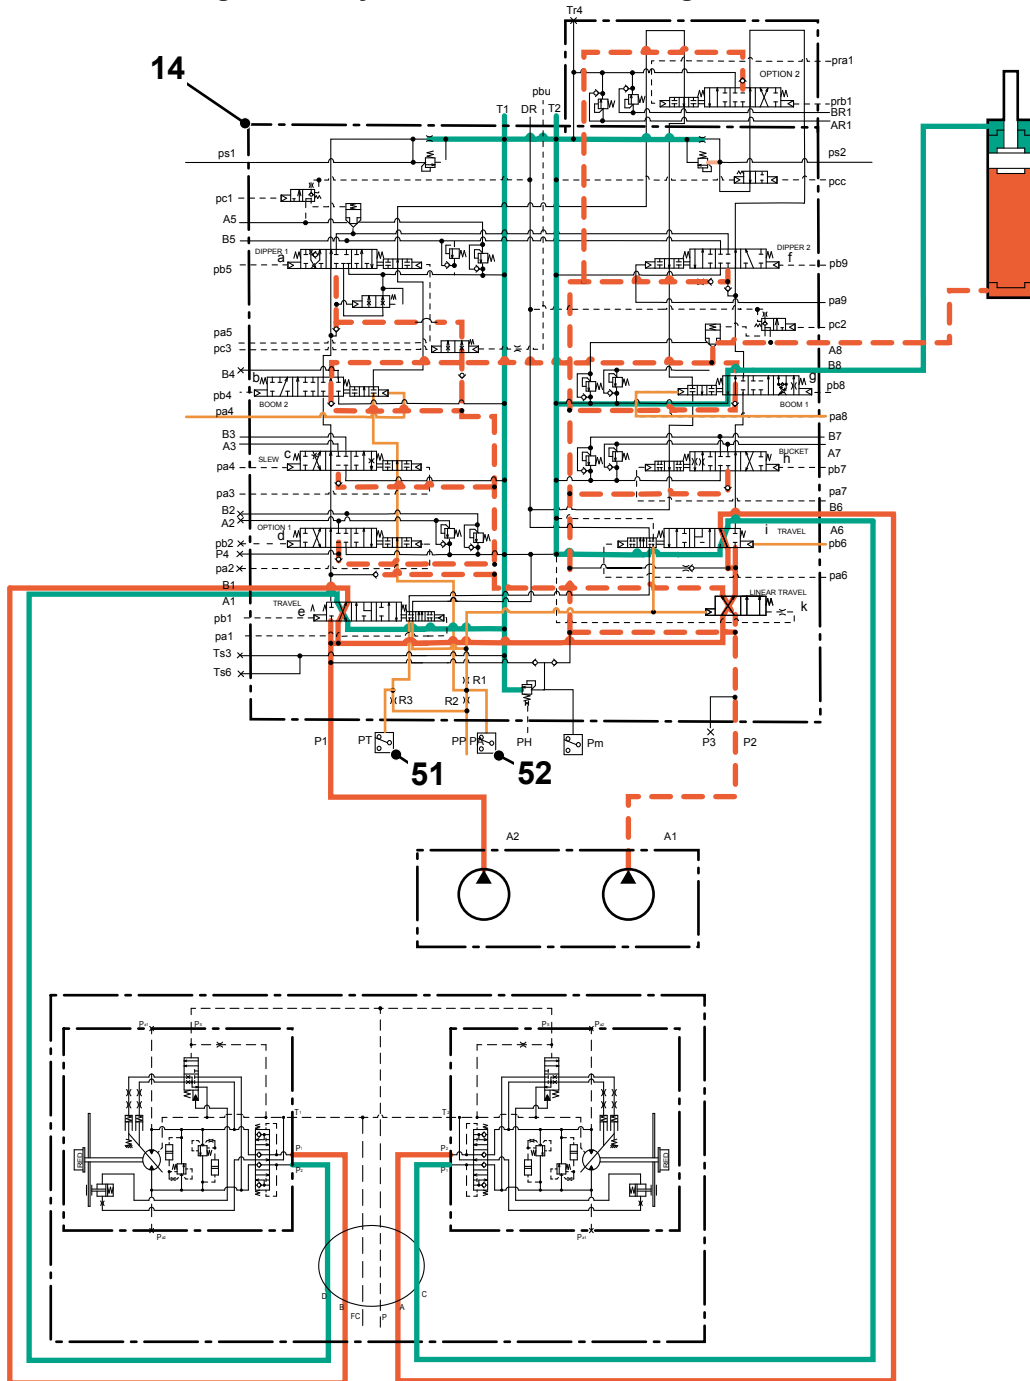 Tr4
14
OPTION 2
pra1
pbu
prb1
T1 DR T2
BR1
AR1
ps1
ps2
pcc
pc1
A5
B5
DIPPER 1
a
DIPPER 2
f
pb5
pb9
pa9
pa5
pc2
pc3
A8
B4
B8
b
g
pb4
pb8
BOOM 2
BOOM 1
pa4
pa8
B3
B7
A3
BUCKET
A7
SLEW
c
h
pa4
pb7
pa3
pa7
B2
B6
A2
OPTION 1
i
TRAVEL
A6
pb2
d
pb6
P4
pa2
pa6
B1
A1
TRAVEL
e
LINEAR TRAVEL
k
pb1
pa1
Ts3
Ts6
R1
R3
R2
P1
PT
PP
PH
Pm
P3
P2
51
52
A2
A1
RED
RED
D
B
A
C
FC
P